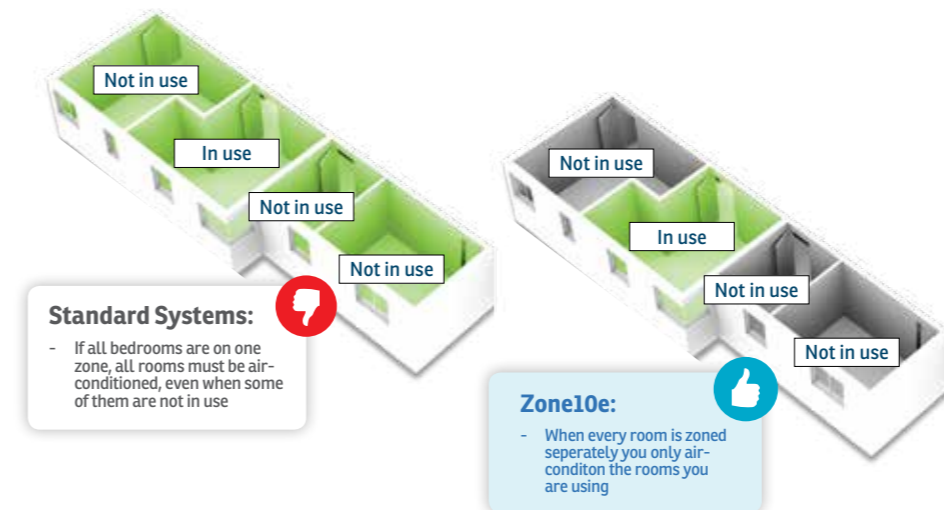 Not in use
In use
Not in use
Not in use
Standard Systems:
- If all bedrooms are on one
zone, all rooms must be air-
conditioned, even when some
of them are not in use
Not in use
In use
Not in use
Not in use
Zone10e:
- When every room is zoned
seperately you only air-
conditon the rooms you
are using